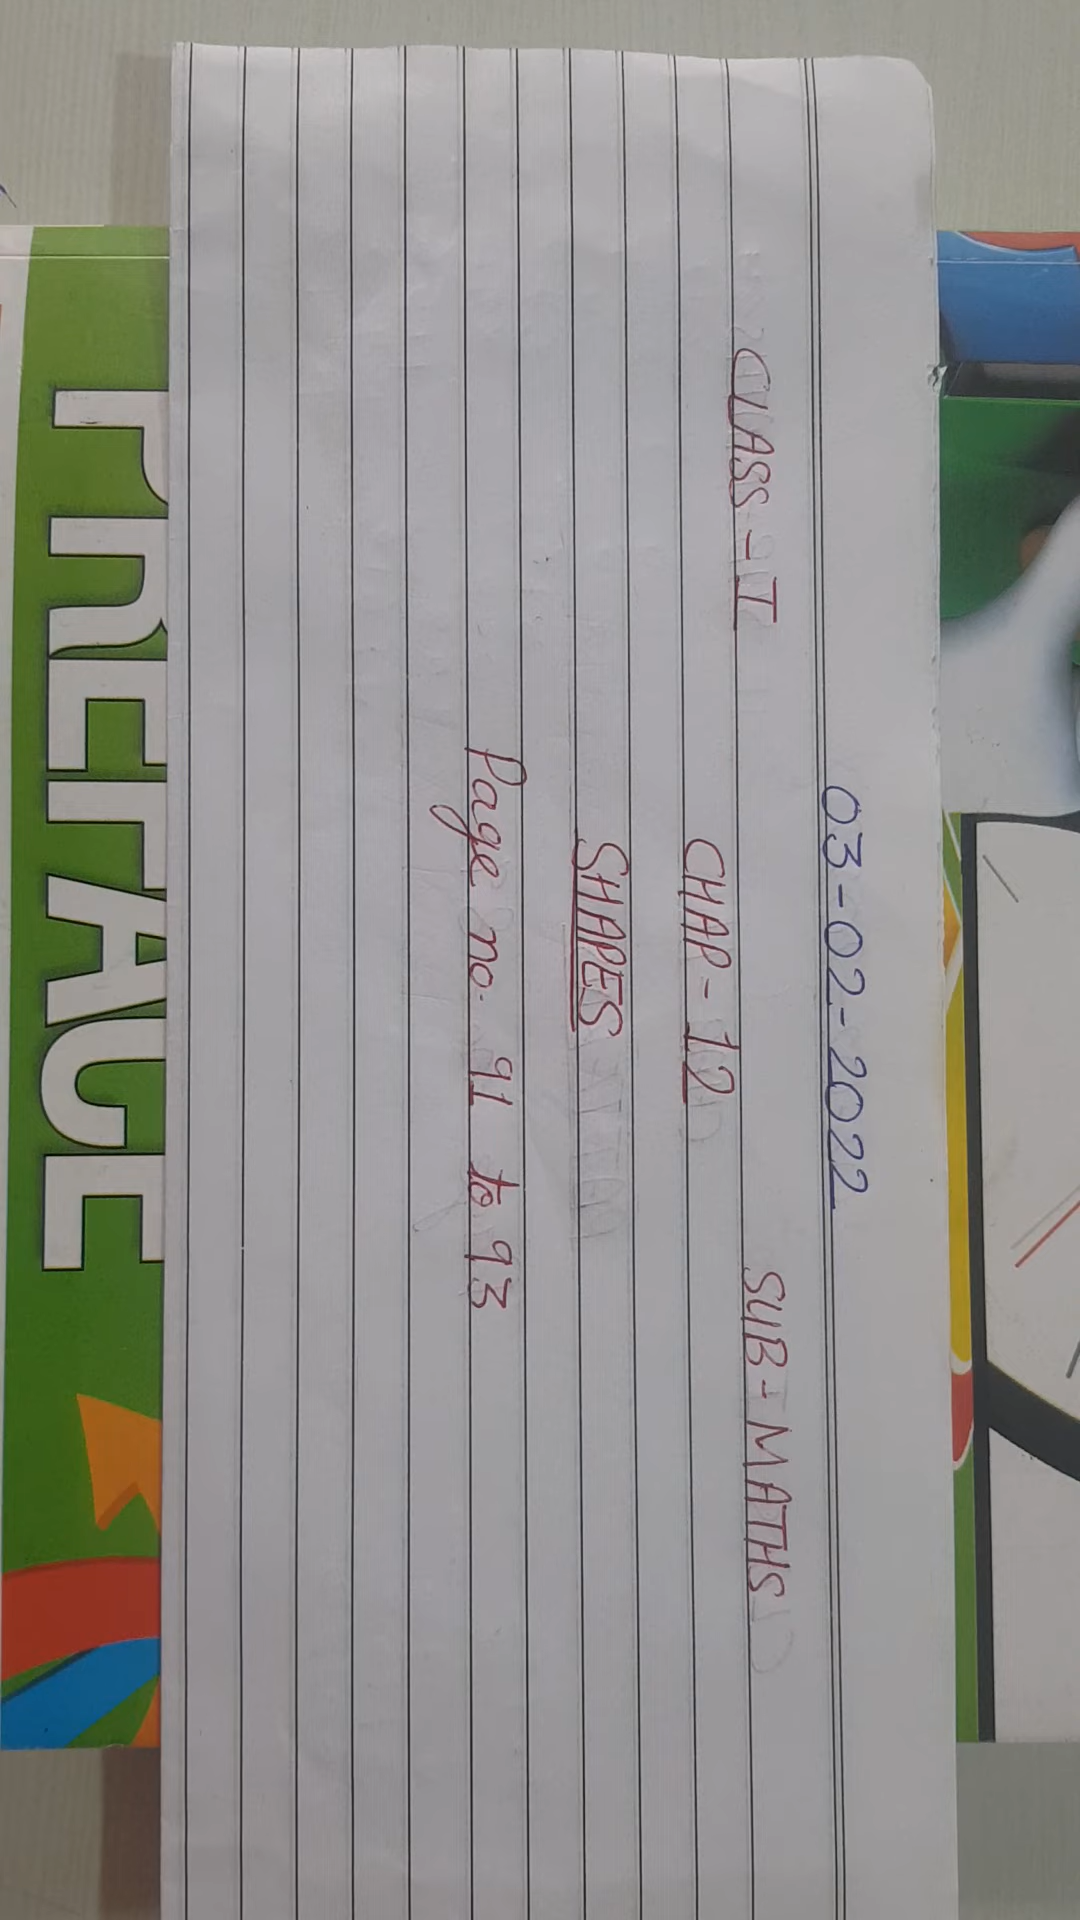 03-02-2022
CLASS-I SUB-MATHS
CHAP-12
SHAPES
Page no. 91 to 93
PREFACE